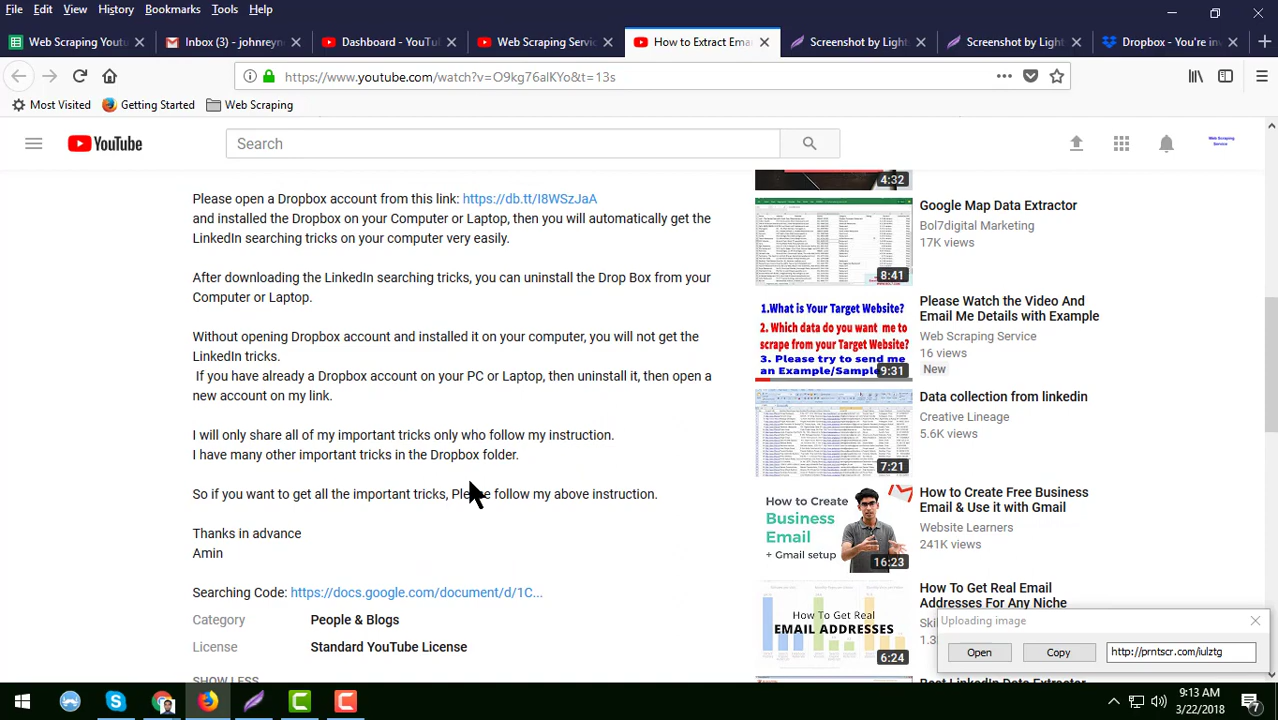 File Edit View History Bookmarks Tools Help
Web Scraping Youtu
Inbox (3) - johnreyn
Dashboard - YouTu
Web Scraping Servic
How to Extract Emai
Screenshot by Lights
Screenshot by Light
Dropbox - You're inv
https://www.youtube.com/watch?v=O9kg76alKYo&t=13s
Most Visited Getting Started Web Scraping
YouTube
Search
Web Scraping
Service
Please open a Dropbox account from this link: https://db.tt/I8WSzJaA
and installed the Dropbox on your Computer or Laptop, then you will automatically get the
LinkedIn searching tricks on your computer very easy.
After downloading the LinkedIn searching tricks, you can uninstall the Drop Box from your
Computer or Laptop.
Without opening Dropbox account and installed it on your computer, you will not get the
LinkedIn tricks.
If you have already a Dropbox account on your PC or Laptop, then uninstall it, then open a
new account on my link.
I will only share all of my important tricks for who follow my instruction.
I have many other important tricks in the Dropbox folder.
So if you want to get all the important tricks, Please follow my above instruction.
Thanks in advance
Amin
Searching Code: https://docs.google.com/document/d/1C...
Category People & Blogs
License Standard YouTube License
SHOW LESS
4:32
8:41
Google Map Data Extractor
Bol7digital Marketing
17K views
1.What is Your Target Website?
2. Which data do you want me to
scrape from your Target Website?
3. Please try to send me
an Example/Sample
9:31
Please Watch the Video And
Email Me Details with Example
Web Scraping Service
16 views
New
7:21
Data collection from linkedin
Creative Lineage
5.6K views
How to Create
Business
Email
+ Gmail setup
16:23
How to Create Free Business
Email & Use it with Gmail
Website Learners
241K views
How To Get Real
EMAIL ADDRESSES
6:24
How To Get Real Email
Addresses For Any Niche
Uploading image
Open Copy http://prntscr.com/iulztg
9:13 AM
3/22/2018
7